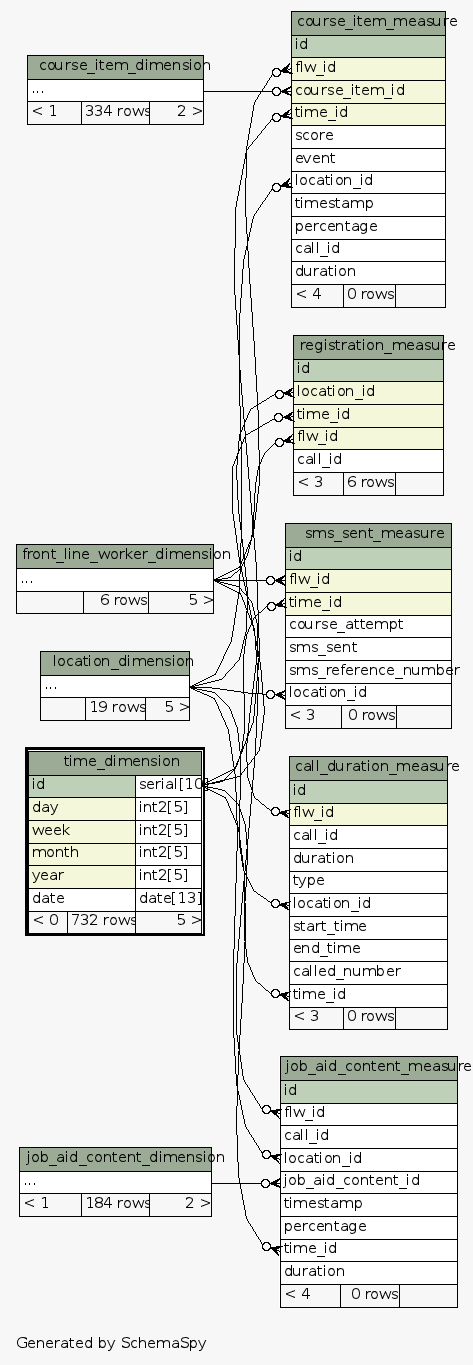 course_item_dimension
...
< 1 334 rows 2 >
course_item_measure
id
flw_id
course_item_id
time_id
score
event
location_id
timestamp
percentage
call_id
duration
< 4 0 rows
registration_measure
id
location_id
time_id
flw_id
call_id
< 3 6 rows
front_line_worker_dimension
...
6 rows 5 >
sms_sent_measure
id
flw_id
time_id
course_attempt
sms_sent
sms_reference_number
location_id
< 3 0 rows
location_dimension
...
19 rows 5 >
time_dimension
id serial[10]
day int2[5]
week int2[5]
month int2[5]
year int2[5]
date date[13]
< 0 732 rows 5 >
call_duration_measure
id
flw_id
call_id
duration
type
location_id
start_time
end_time
called_number
time_id
< 3 0 rows
job_aid_content_measure
id
flw_id
call_id
location_id
job_aid_content_id
timestamp
percentage
time_id
duration
< 4 0 rows
job_aid_content_dimension
...
< 1 184 rows 2 >
Generated by SchemaSpy